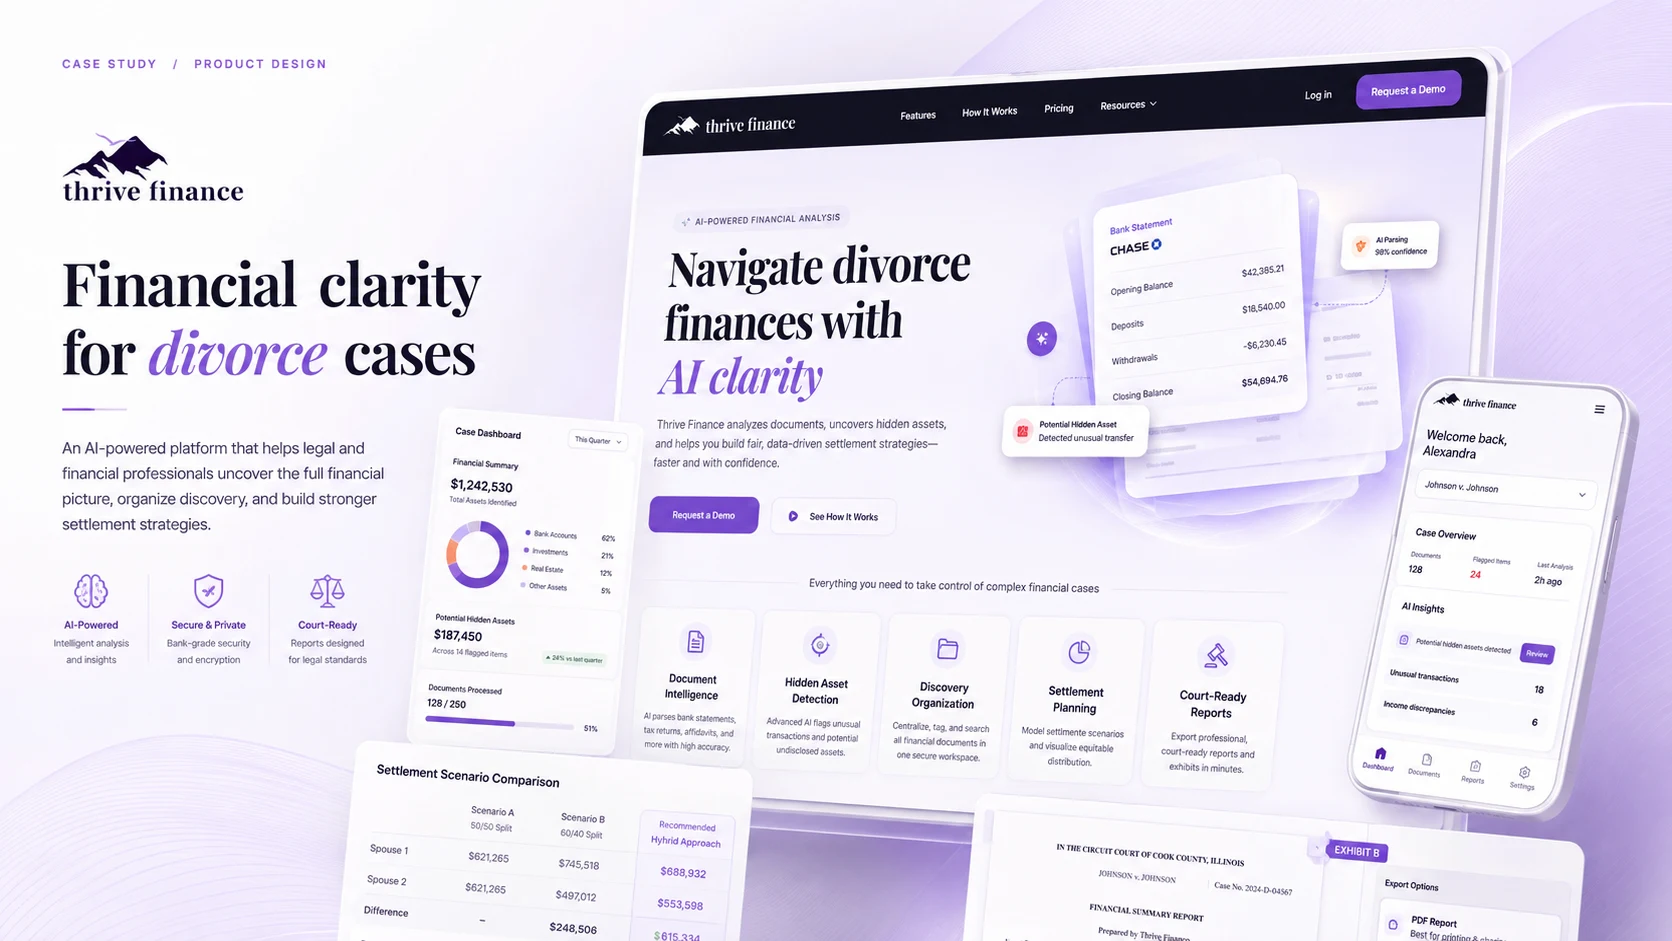 CASE STUDY / PRODUCT DESIGN
thrive finance
Financial clarity
for divorce cases
An AI-powered platform that helps legal and
financial professionals uncover the full financial
picture, organize discovery, and build stronger
settlement strategies.
AI-Powered
Intelligent analysis
and insights
Secure & Private
Bank-grade security
and encryption
Court-Ready
Reports designed
for legal standards
thrive finance
Features
How It Works
Pricing
Resources
Log in
Request a Demo
AI-POWERED FINANCIAL ANALYSIS
Navigate divorce
finances with
AI clarity
Thrive Finance analyzes documents, uncovers hidden assets,
and helps you build fair, data-driven settlement strategies—
faster and with confidence.
Request a Demo
See How It Works
Bank Statement
CHASE
Opening Balance $42,385.21
Deposits $18,540.00
Withdrawals -$6,230.45
Closing Balance $54,694.76
AI Parsing
98% confidence
Potential Hidden Asset
Detected unusual transfer
Everything you need to take control of complex financial cases
Document
Intelligence
AI parses bank statements,
tax returns, affidavits, and
more with high accuracy.
Hidden Asset
Detection
Advanced AI flags unusual
transactions and potential
undisclosed assets.
Discovery
Organization
Centralize, tag, and search
all financial documents in
one secure workspace.
Settlement
Planning
Model settlmente scenarios
and visualize equitable
distribution.
Court-Ready
Reports
Export professional,
court-ready reports and
exhibits in minutes.
Case Dashboard
This Quarter
Financial Summary
$1,242,530
Total Assets Identified
Bank Accounts 62%
Investments 21%
Real Estate 12%
Other Assets 5%
Potential Hidden Assets
$187,450
Across 14 flagged items
24% vs last quarter
Documents Processed
128 / 250
51%
Settlement Scenario Comparison
Scenario A
50/50 Split
Scenario B
60/40 Split
Recommended
Hyhrid Approach
Spouse 1 $621,265 $745,518 $688,932
Spouse 2 $621,265 $497,012 $553,598
Difference – $248,506 $615,334
thrive finance
Welcome back,
Alexandra
Johnson v. Johnson
Case Overview
Documents
128
Flagged Items
24
Last Analysis
2h ago
AI Insights
Potential hidden assets detected
Review
Unusual transactions 18
Income discrepancies 6
Dashboard
Documents
Reports
Settings
IN THE CIRCUIT COURT OF COOK COUNTY, ILLINOIS
JOHNSON v. JOHNSON
Case No. 2024-D-04567
FINANCIAL SUMMARY REPORT
Prepared by Thrive Finance
EXHIBIT B
Export Options
PDF Report
Best for printing & sharing